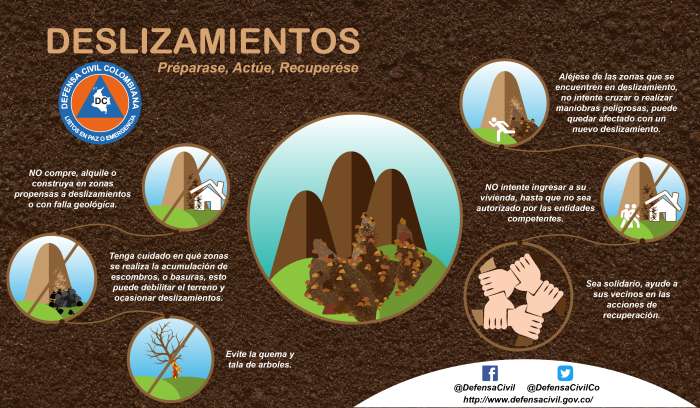 DESLIZAMIENTOS
Préparase, Actúe, Recuperése
DEFENSA CIVIL COLOMBIANA
DC
LISTOS EN PAZ O EMERGENCIA
NO compre, alquile o
construya en zonas
propensas a deslizamientos
o con falla geológica.
Tenga cuidado en qué zonas
se realiza la acumulación de
escombros, o basuras, esto
puede debilitar el terreno y
ocasionar deslizamientos.
Evite la quema y
tala de arboles.
Aléjese de las zonas que se
encuentren en deslizamiento,
no intente cruzar o realizar
maniobras peligrosas, puede
quedar afectado con un
nuevo deslizamiento.
NO intente ingresar a su
vivienda, hasta que no sea
autorizado por las entidades
competentes.
Sea solidario, ayude a
sus vecinos en las
acciones de
recuperación.
@DefensaCivil
@DefensaCivilCo
http://www.defensacivil.gov.co/